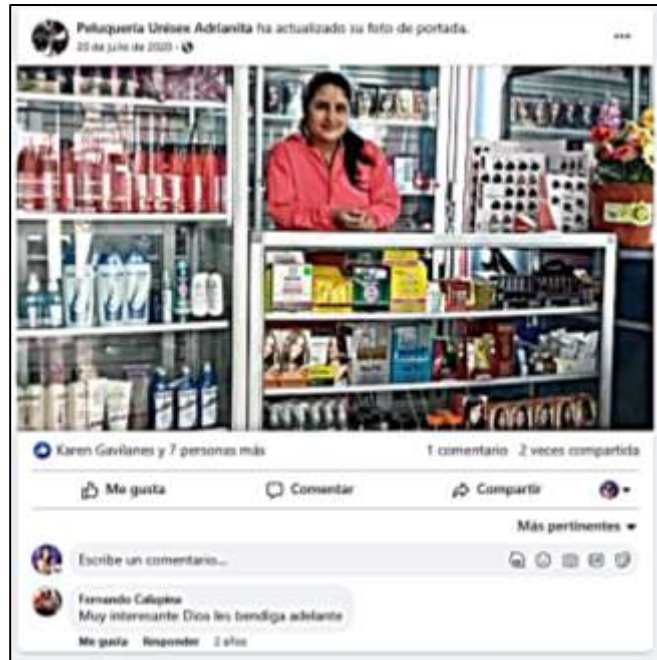 Peluquería Unisex Adrianita ha actualizado su foto de portada.
20 de julio de 2020 ·
Karen Gavilanes y 7 personas más
1 comentario 2 veces compartida
Me gusta
Comentar
Compartir
Más pertinentes
Escribe un comentario...
Fernando Calapina
Muy interesante Dios les bendiga adelante
Me gusta Responder 2 años